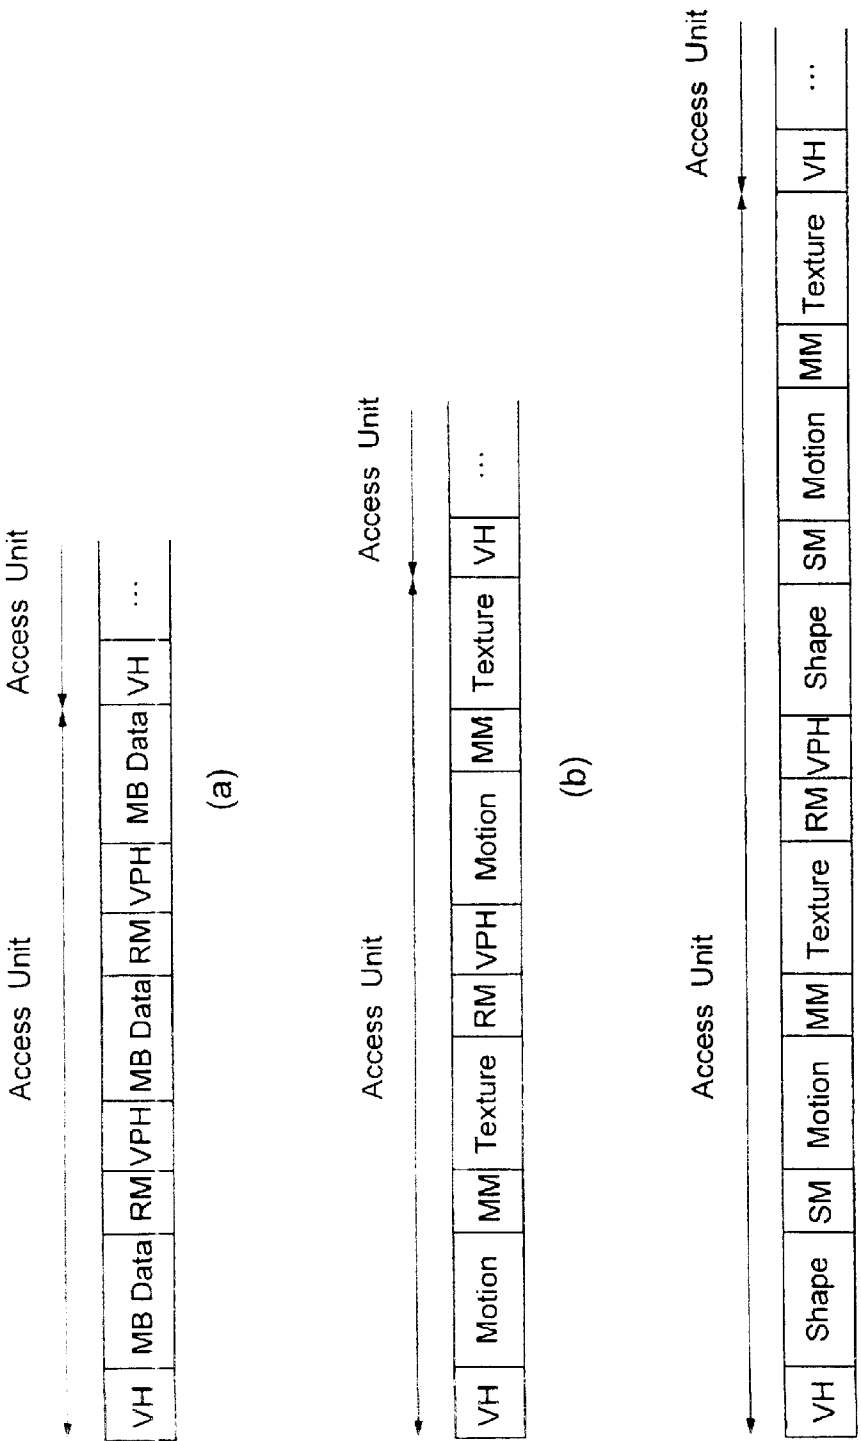 Access Unit Access Unit
VH MB Data RM VPH MB Data RM VPH MB Data VH ...
(a)
Access Unit Access Unit
VH Motion MM Texture RM VPH Motion MM Texture VH ...
(b)
Access Unit Access Unit
VH Shape SM Motion MM Texture RM VPH Shape SM Motion MM Texture VH ...